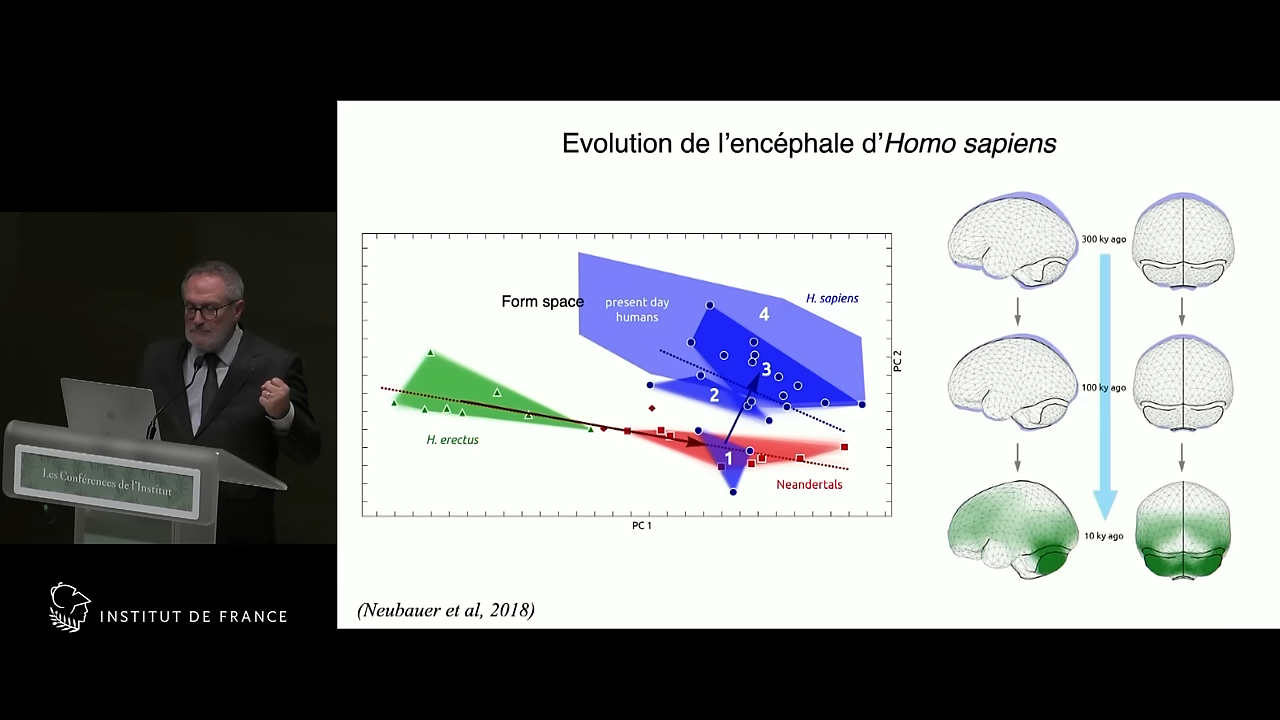 Evolution de l'encéphale d'Homo sapiens
Form space
present day
humans
4
H. sapiens
3
2
1
H. erectus
Neandertals
PC 2
PC 1
300 ky ago
100 ky ago
10 ky ago
(Neubauer et al, 2018)
Les Conférences de l'Institut
INSTITUT DE FRANCE